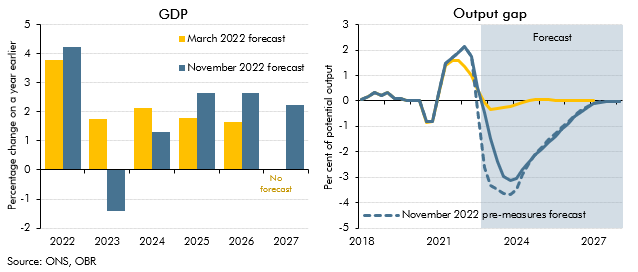 GDP
Percentage change on a year earlier
5
4
3
2
1
0
-1
-2
March 2022 forecast
November 2022 forecast
No
forecast
2022 2023 2024 2025 2026 2027
Output gap
Per cent of potential output
3
2
1
0
-1
-2
-3
-4
-5
Forecast
November 2022 pre-measures forecast
2018 2021 2024 2027
Source: ONS, OBR